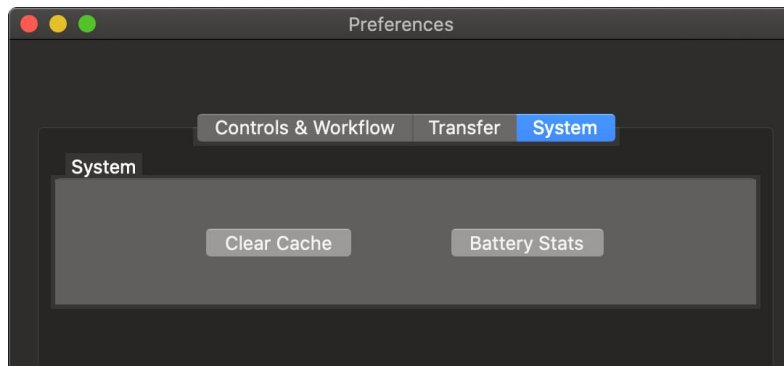 Preferences
Controls & Workflow Transfer System
System
Clear Cache Battery Stats